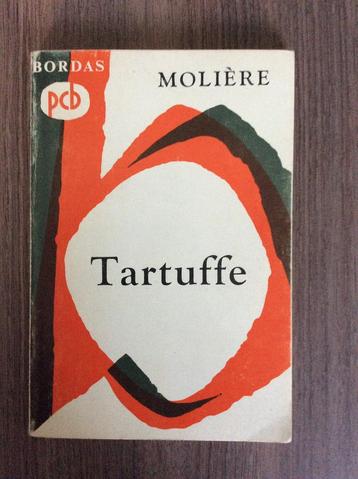 BORDAS
MOLIÈRE
pcb
Tartuffe